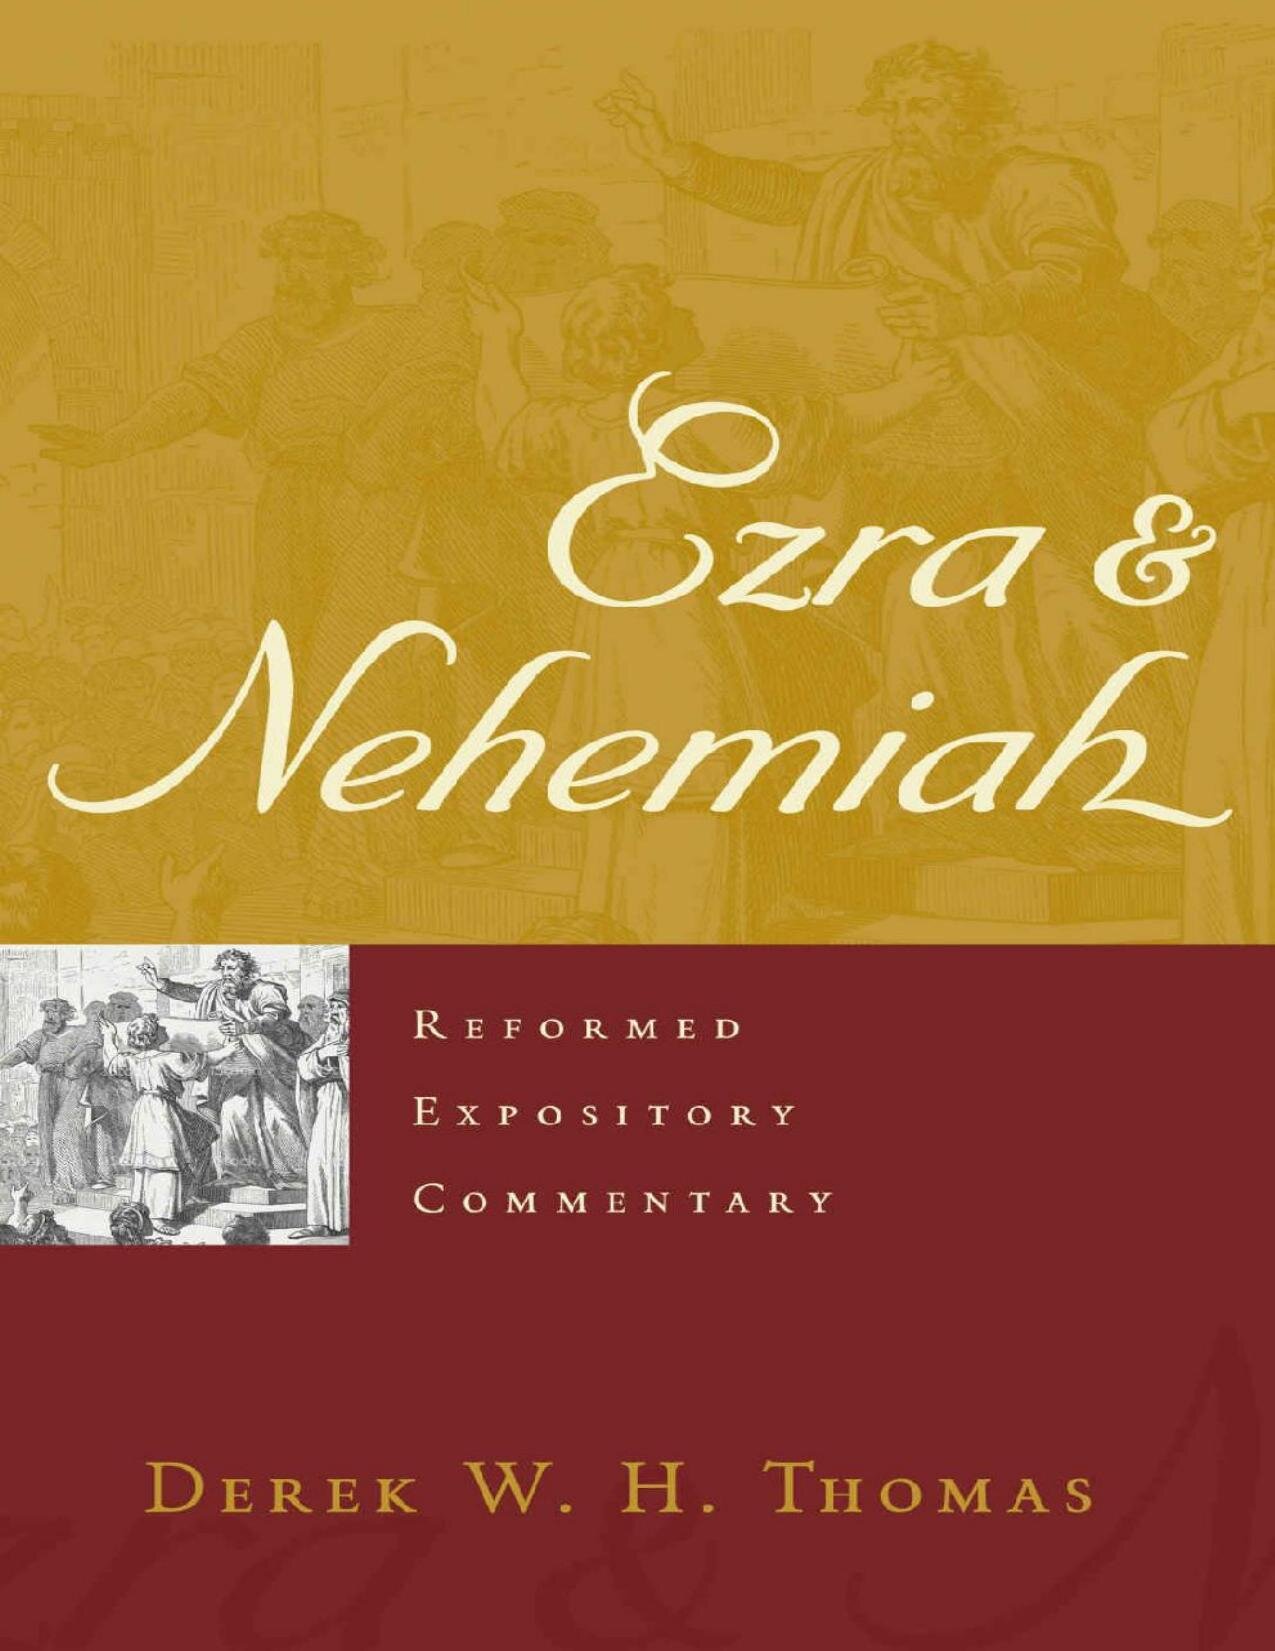 Ezra &
Nehemiah
REFORMED
EXPOSITORY
COMMENTARY
DEREK W. H. THOMAS